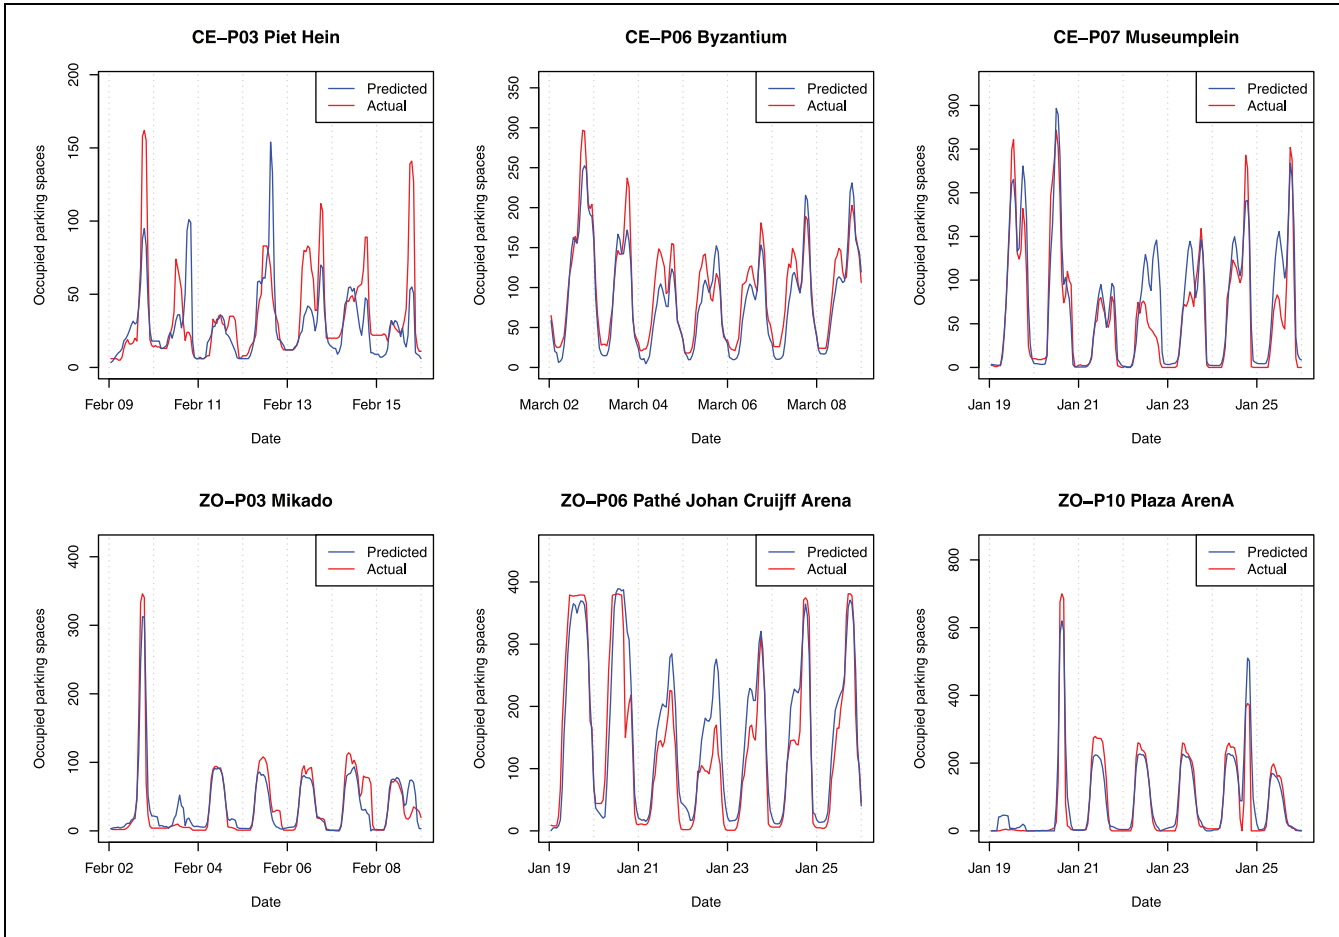 CE–P03 Piet Hein
Predicted
Actual
Occupied parking spaces
200
150
100
50
0
Febr 09
Febr 11
Febr 13
Febr 15
Date
CE–P06 Byzantium
Predicted
Actual
Occupied parking spaces
350
300
250
200
150
100
50
0
March 02
March 04
March 06
March 08
Date
CE–P07 Museumplein
Predicted
Actual
Occupied parking spaces
300
250
200
150
100
50
0
Jan 19
Jan 21
Jan 23
Jan 25
Date
ZO–P03 Mikado
Predicted
Actual
Occupied parking spaces
400
300
200
100
0
Febr 02
Febr 04
Febr 06
Febr 08
Date
ZO–P06 Pathé Johan Cruijff Arena
Predicted
Actual
Occupied parking spaces
400
300
200
100
0
Jan 19
Jan 21
Jan 23
Jan 25
Date
ZO–P10 Plaza ArenA
Predicted
Actual
Occupied parking spaces
800
600
400
200
0
Jan 19
Jan 21
Jan 23
Jan 25
Date